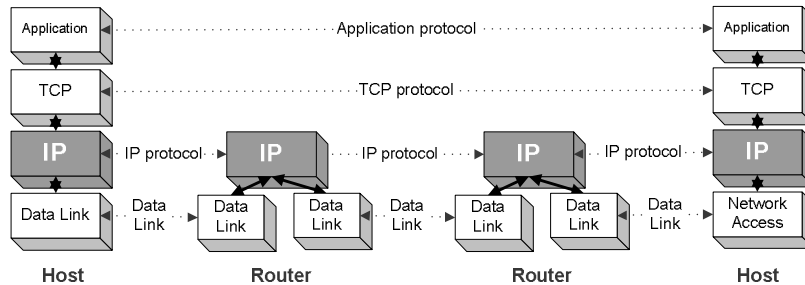 Application
Application protocol
Application
TCP
TCP protocol
TCP
IP
IP protocol
IP
IP protocol
IP
IP protocol
IP
Data Link
Data
Link
Data
Link
Data
Link
Data
Link
Data
Link
Data
Link
Data
Link
Network
Access
Host
Router
Router
Host